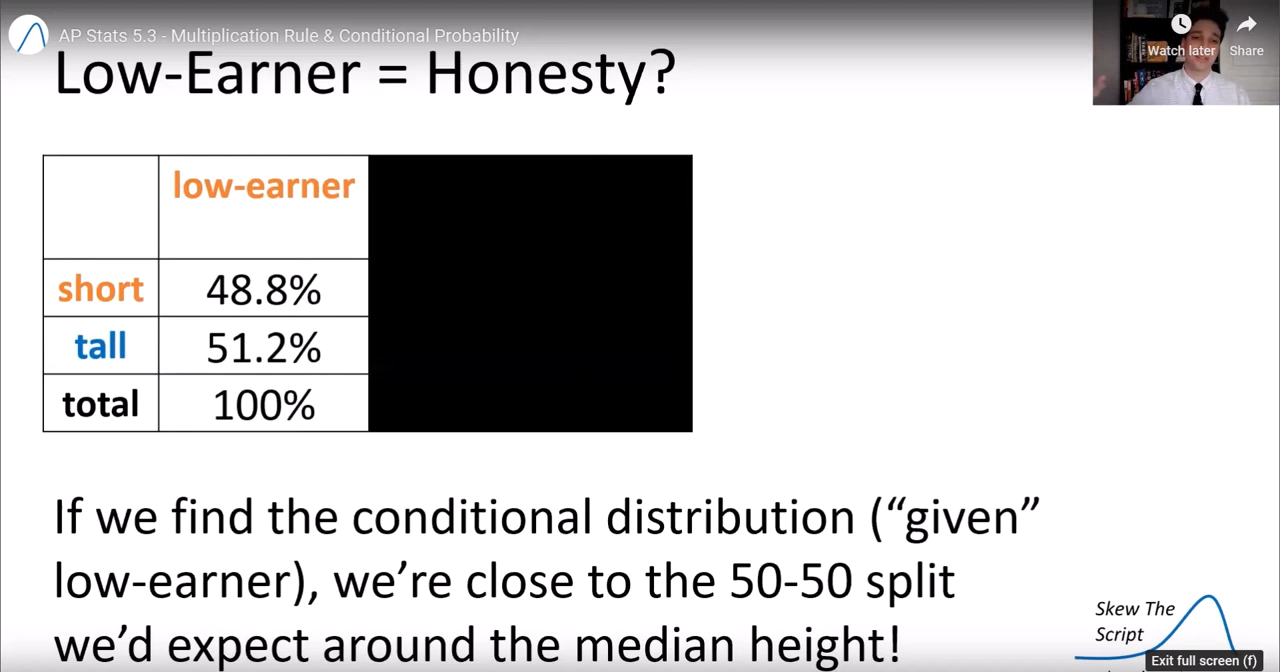 AP Stats 5.3 - Multiplication Rule & Conditional Probability
Watch later
Share
Low-Earner = Honesty?
low-earner
short 48.8%
tall 51.2%
total 100%
If we find the conditional distribution (“given”
low-earner), we’re close to the 50-50 split
we’d expect around the median height!
Skew The
Script
Exit full screen (f)